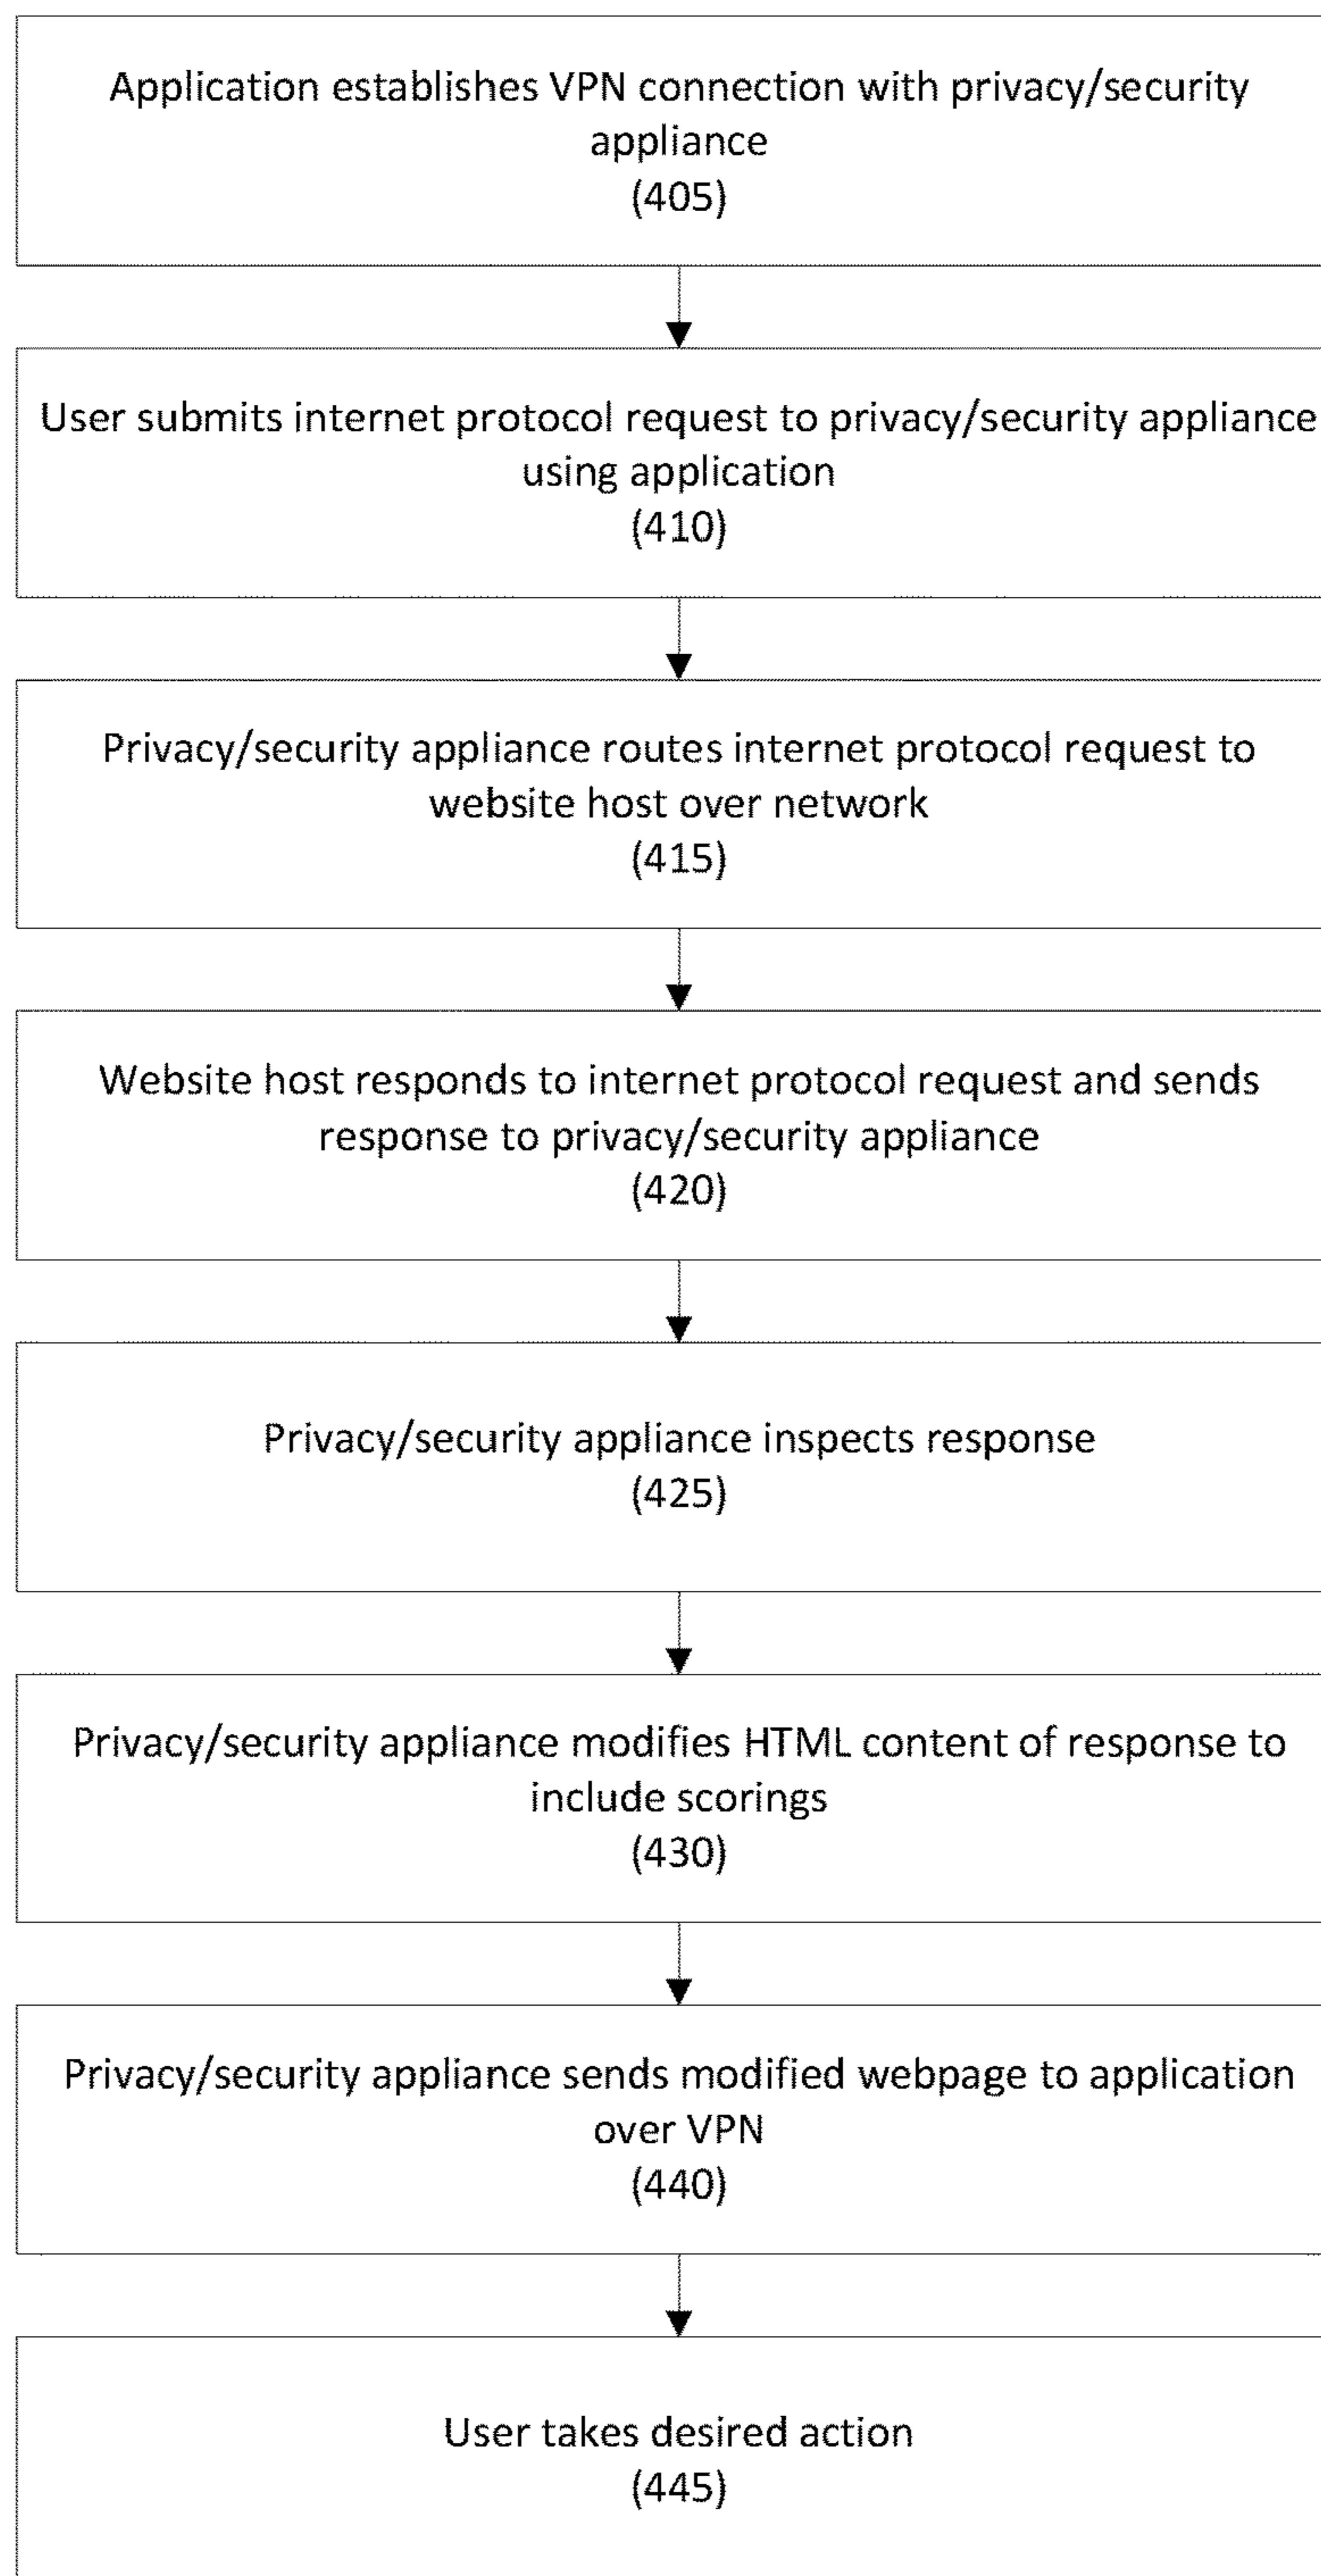 Application establishes VPN connection with privacy/security
appliance
(405)
User submits internet protocol request to privacy/security appliance
using application
(410)
Privacy/security appliance routes internet protocol request to
website host over network
(415)
Website host responds to internet protocol request and sends
response to privacy/security appliance
(420)
Privacy/security appliance inspects response
(425)
Privacy/security appliance modifies HTML content of response to
include scorings
(430)
Privacy/security appliance sends modified webpage to application
over VPN
(440)
User takes desired action
(445)